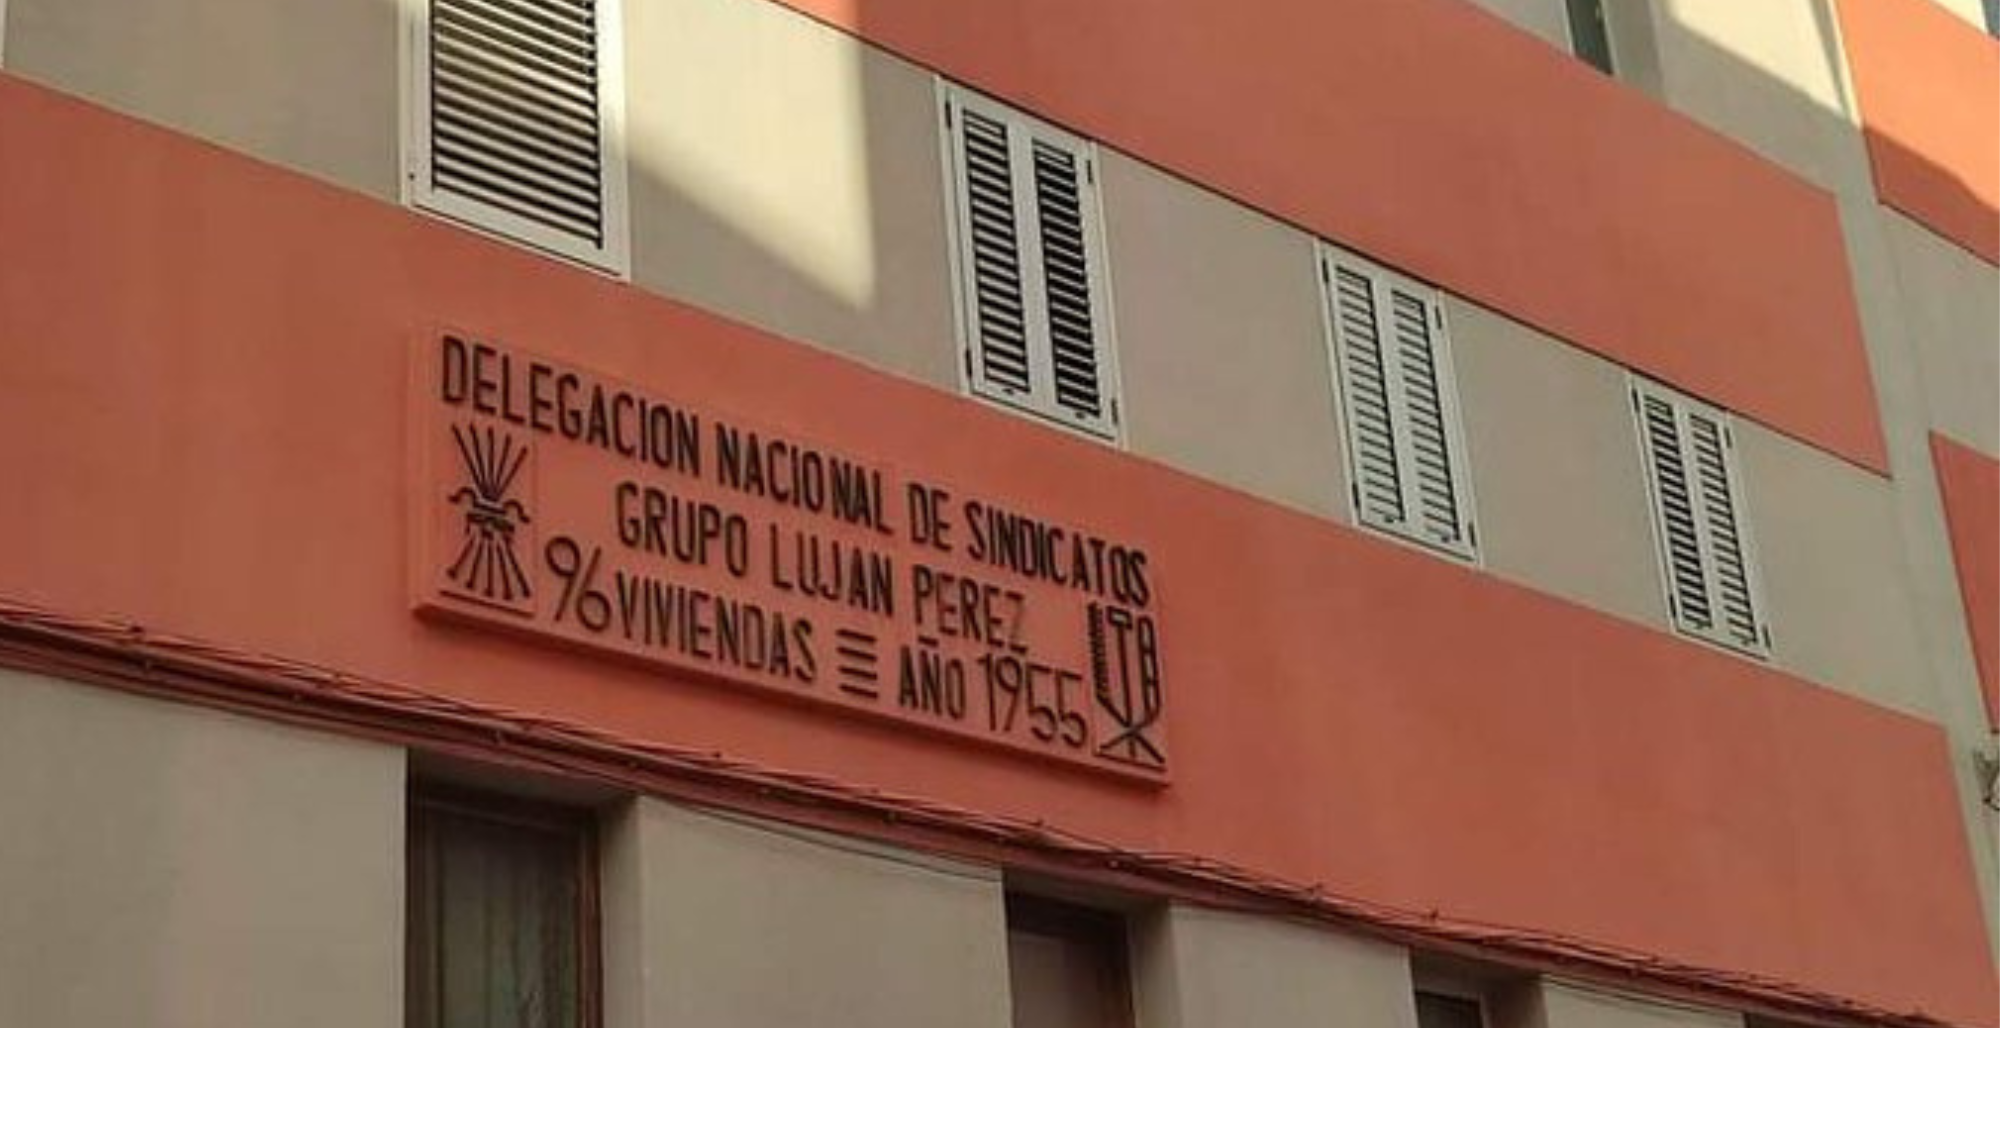 DELEGACION NACIONAL DE SINDICATOS
GRUPO LUJAN PEREZ
96 VIVIENDAS AÑO 1955